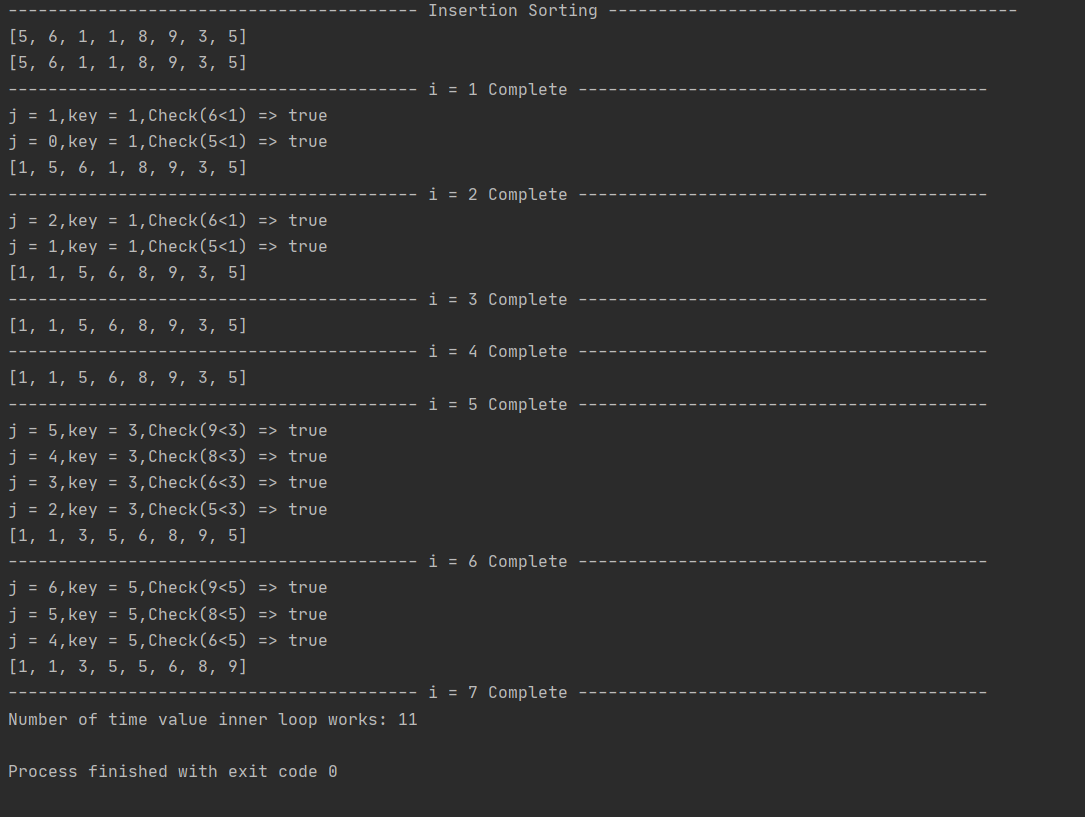 ----------------------------------------- Insertion Sorting -----------------------------------------
[5, 6, 1, 1, 8, 9, 3, 5]
[5, 6, 1, 1, 8, 9, 3, 5]
----------------------------------------- i = 1 Complete -----------------------------------------
j = 1,key = 1,Check(6<1) => true
j = 0,key = 1,Check(5<1) => true
[1, 5, 6, 1, 8, 9, 3, 5]
----------------------------------------- i = 2 Complete -----------------------------------------
j = 2,key = 1,Check(6<1) => true
j = 1,key = 1,Check(5<1) => true
[1, 1, 5, 6, 8, 9, 3, 5]
----------------------------------------- i = 3 Complete -----------------------------------------
[1, 1, 5, 6, 8, 9, 3, 5]
----------------------------------------- i = 4 Complete -----------------------------------------
[1, 1, 5, 6, 8, 9, 3, 5]
----------------------------------------- i = 5 Complete -----------------------------------------
j = 5,key = 3,Check(9<3) => true
j = 4,key = 3,Check(8<3) => true
j = 3,key = 3,Check(6<3) => true
j = 2,key = 3,Check(5<3) => true
[1, 1, 3, 5, 6, 8, 9, 5]
----------------------------------------- i = 6 Complete -----------------------------------------
j = 6,key = 5,Check(9<5) => true
j = 5,key = 5,Check(8<5) => true
j = 4,key = 5,Check(6<5) => true
[1, 1, 3, 5, 5, 6, 8, 9]
----------------------------------------- i = 7 Complete -----------------------------------------
Number of time value inner loop works: 11
Process finished with exit code 0